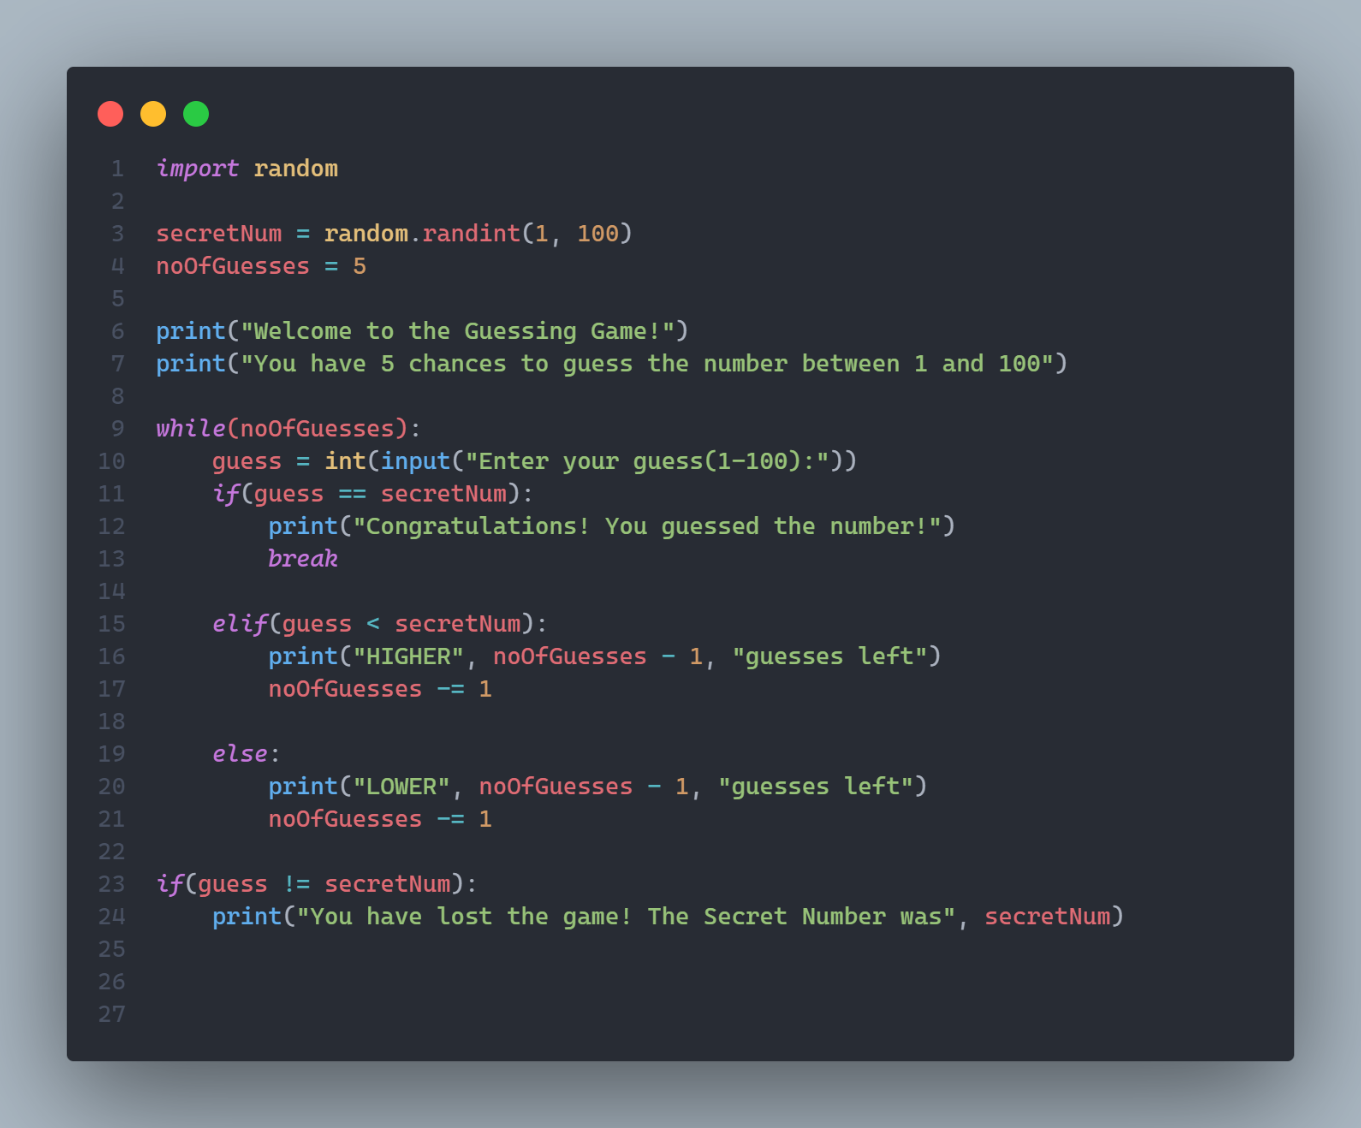 1 import random
2
3 secretNum = random.randint(1, 100)
4 noOfGuesses = 5
5
6 print("Welcome to the Guessing Game!")
7 print("You have 5 chances to guess the number between 1 and 100")
8
9 while(noOfGuesses):
10     guess = int(input("Enter your guess(1-100):"))
11     if(guess == secretNum):
12         print("Congratulations! You guessed the number!")
13         break
14
15     elif(guess < secretNum):
16         print("HIGHER", noOfGuesses - 1, "guesses left")
17         noOfGuesses -= 1
18
19     else:
20         print("LOWER", noOfGuesses - 1, "guesses left")
21         noOfGuesses -= 1
22
23 if(guess != secretNum):
24     print("You have lost the game! The Secret Number was", secretNum)
25
26
27